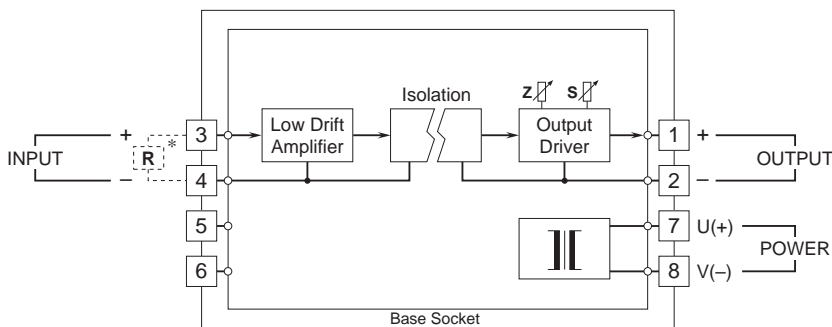 Isolation
Z S
+ 3 Low Drift Amplifier Output Driver 1 +
INPUT R * OUTPUT
– 4 2 –
5 7 U(+)
POWER
6 8 V(–)
Base Socket